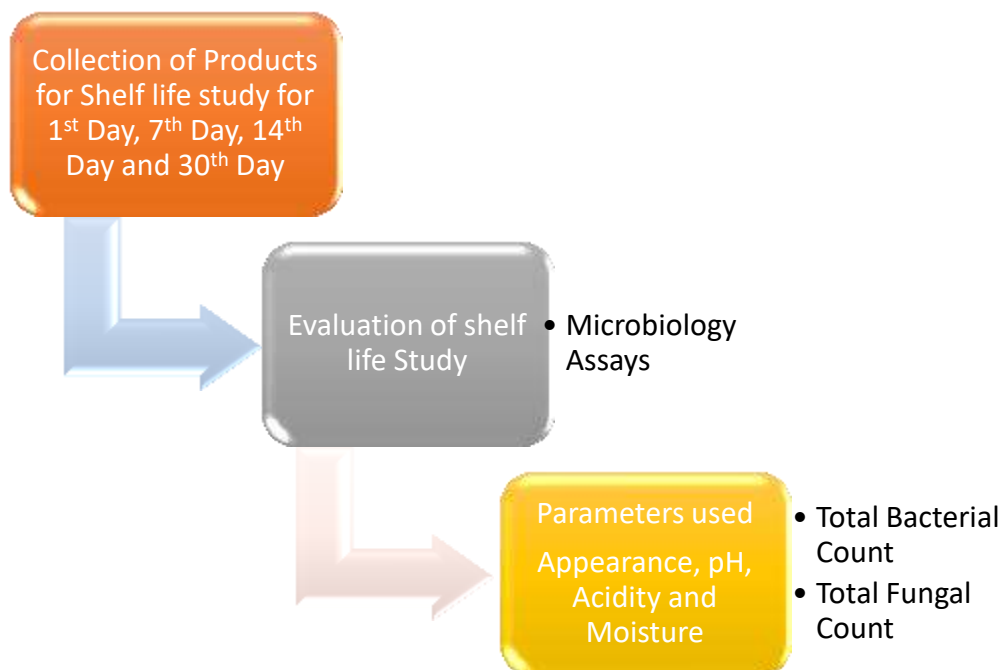 Collection of Products
for Shelf life study for
1st Day, 7th Day, 14th
Day and 30th Day
Evaluation of shelf
life Study
• Microbiology
Assays
Parameters used
Appearance, pH,
Acidity and
Moisture
• Total Bacterial
Count
• Total Fungal
Count